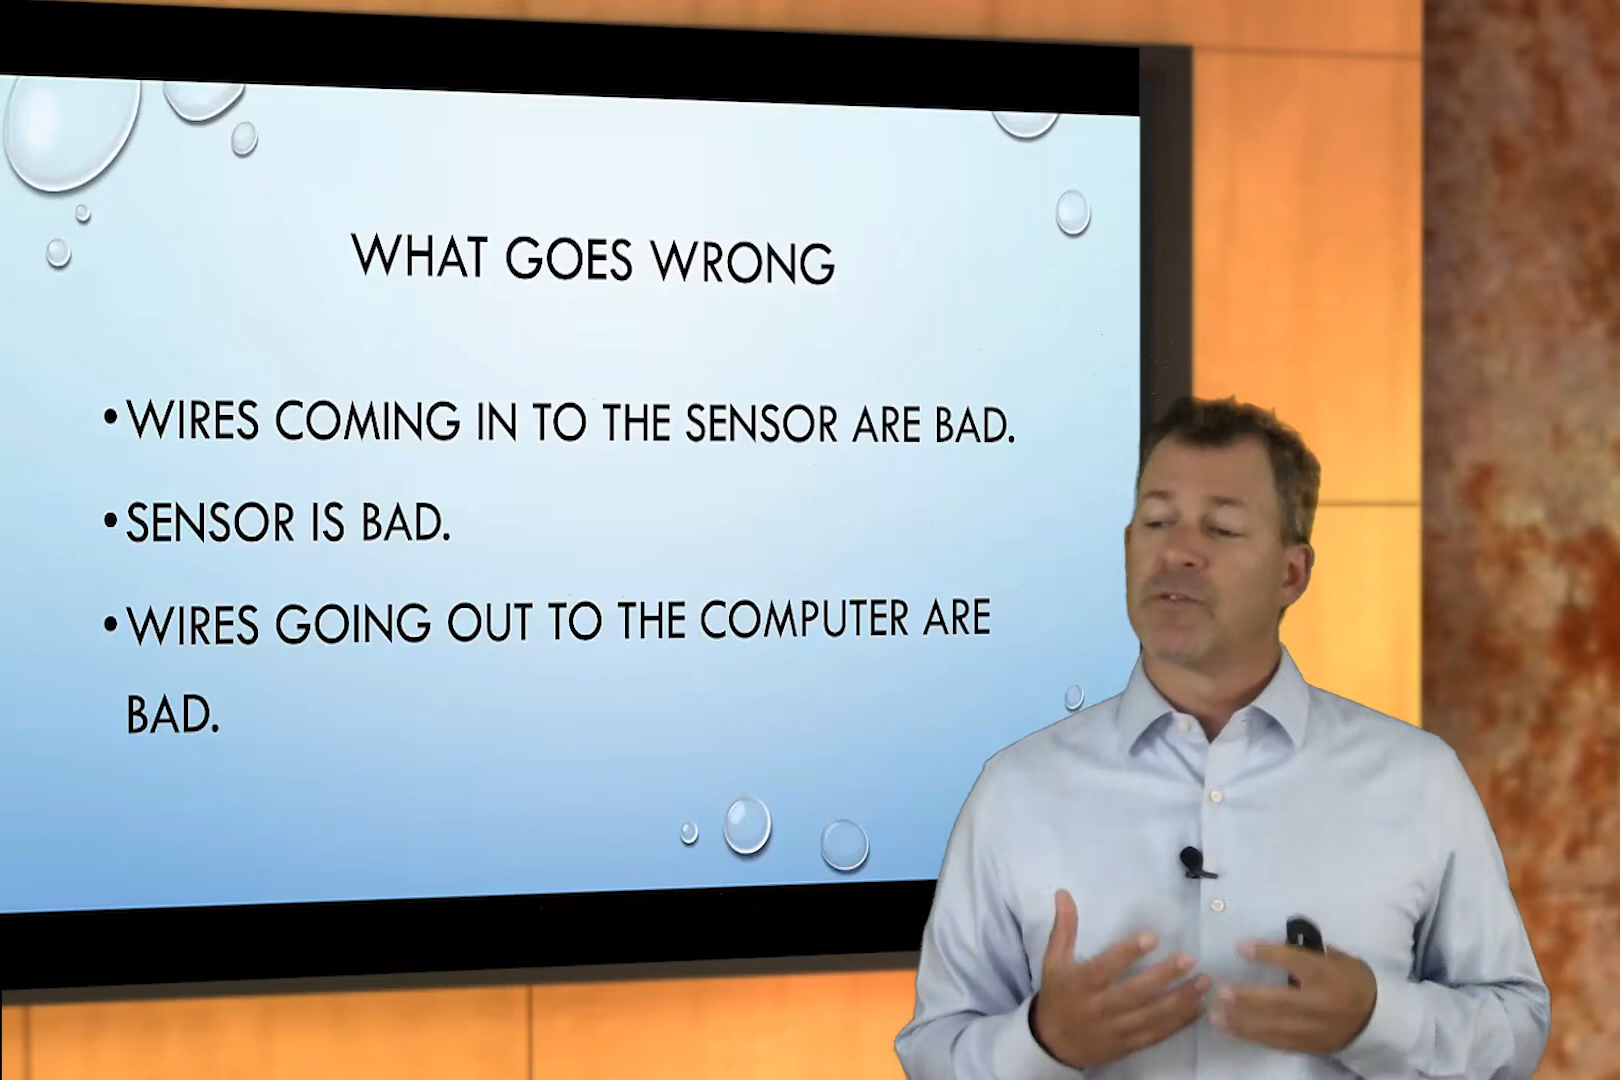 WHAT GOES WRONG
• WIRES COMING IN TO THE SENSOR ARE BAD.
• SENSOR IS BAD.
• WIRES GOING OUT TO THE COMPUTER ARE
BAD.